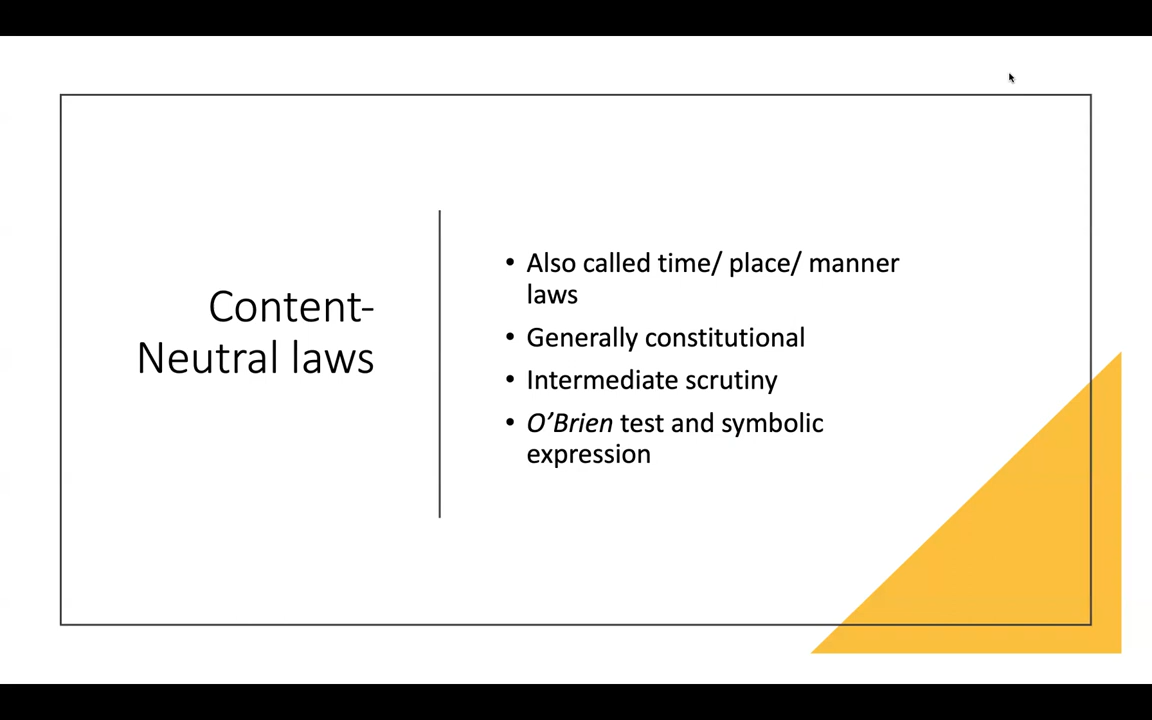 Content-
Neutral laws
• Also called time/ place/ manner
laws
• Generally constitutional
• Intermediate scrutiny
• O’Brien test and symbolic
expression